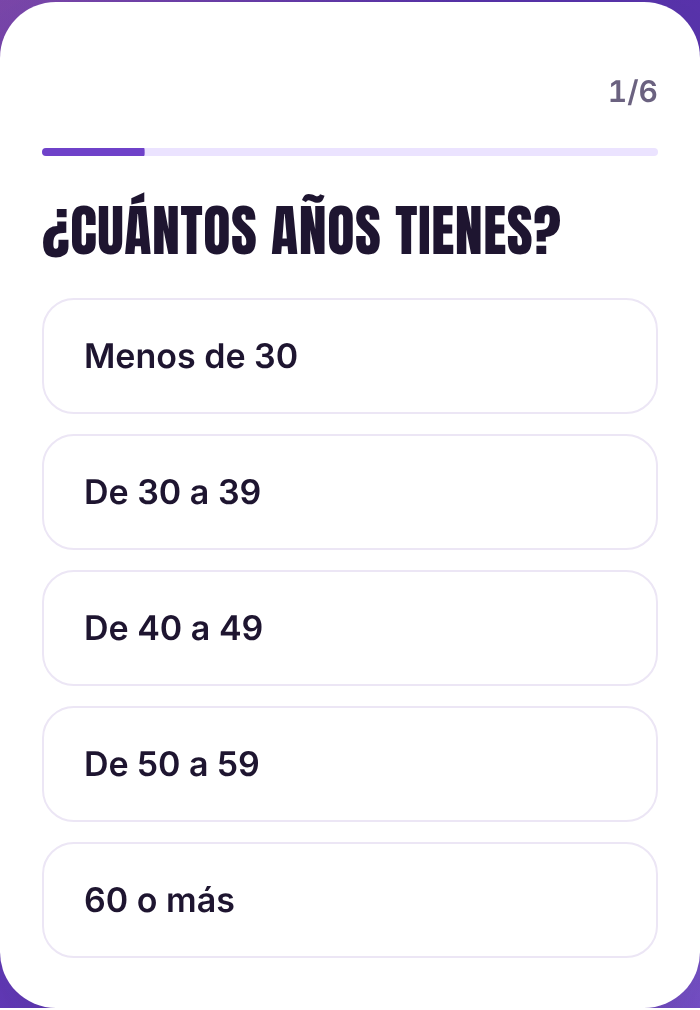 1/6
¿CUÁNTOS AÑOS TIENES?
Menos de 30
De 30 a 39
De 40 a 49
De 50 a 59
60 o más